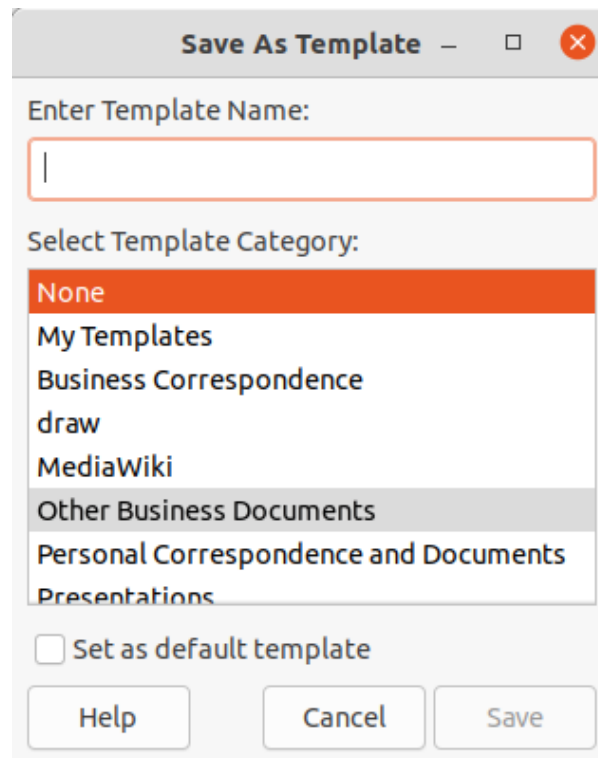 Save As Template
Enter Template Name:
Select Template Category:
None
My Templates
Business Correspondence
draw
MediaWiki
Other Business Documents
Personal Correspondence and Documents
Presentations
Set as default template
Help Cancel Save